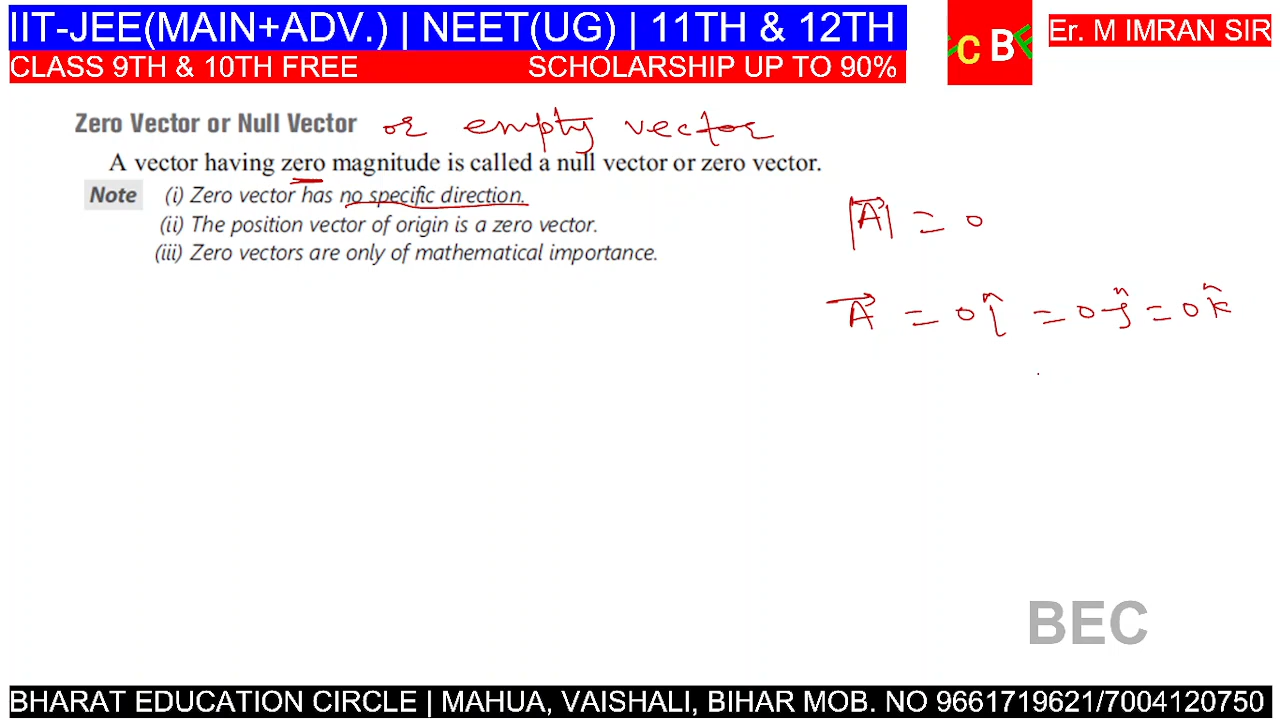 IIT-JEE(MAIN+ADV.) | NEET(UG) | 11TH & 12TH
CLASS 9TH & 10TH FREE SCHOLARSHIP UP TO 90%
CBE
Er. M IMRAN SIR
Zero Vector or Null Vector or empty vector
A vector having zero magnitude is called a null vector or zero vector.
Note (i) Zero vector has no specific direction.
(ii) The position vector of origin is a zero vector.
(iii) Zero vectors are only of mathematical importance.
|A⃗| = 0
A⃗ = 0î = 0ĵ = 0k̂
BEC
BHARAT EDUCATION CIRCLE | MAHUA, VAISHALI, BIHAR MOB. NO 9661719621/7004120750